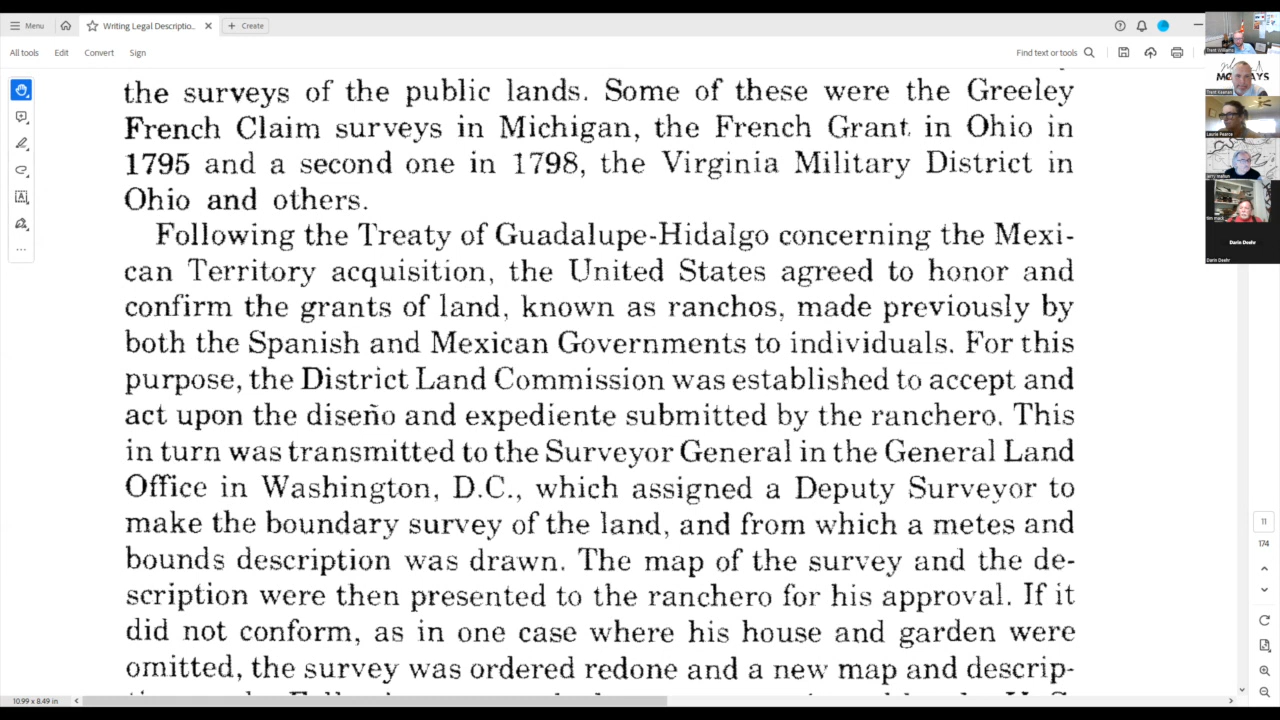 Menu
Writing Legal Descriptio...
Create
All tools Edit Convert Sign
Find text or tools
the surveys of the public lands. Some of these were the Greeley
French Claim surveys in Michigan, the French Grant in Ohio in
1795 and a second one in 1798, the Virginia Military District in
Ohio and others.
Following the Treaty of Guadalupe-Hidalgo concerning the Mexi-
can Territory acquisition, the United States agreed to honor and
confirm the grants of land, known as ranchos, made previously by
both the Spanish and Mexican Governments to individuals. For this
purpose, the District Land Commission was established to accept and
act upon the diseño and expediente submitted by the ranchero. This
in turn was transmitted to the Surveyor General in the General Land
Office in Washington, D.C., which assigned a Deputy Surveyor to
make the boundary survey of the land, and from which a metes and
bounds description was drawn. The map of the survey and the de-
scription were then presented to the ranchero for his approval. If it
did not conform, as in one case where his house and garden were
omitted, the survey was ordered redone and a new map and descrip-
11
174
10.99 x 8.49 in
Trent Williams
Trent Keenan
Laurie Pearce
Darin Doehr
Darin Doehr